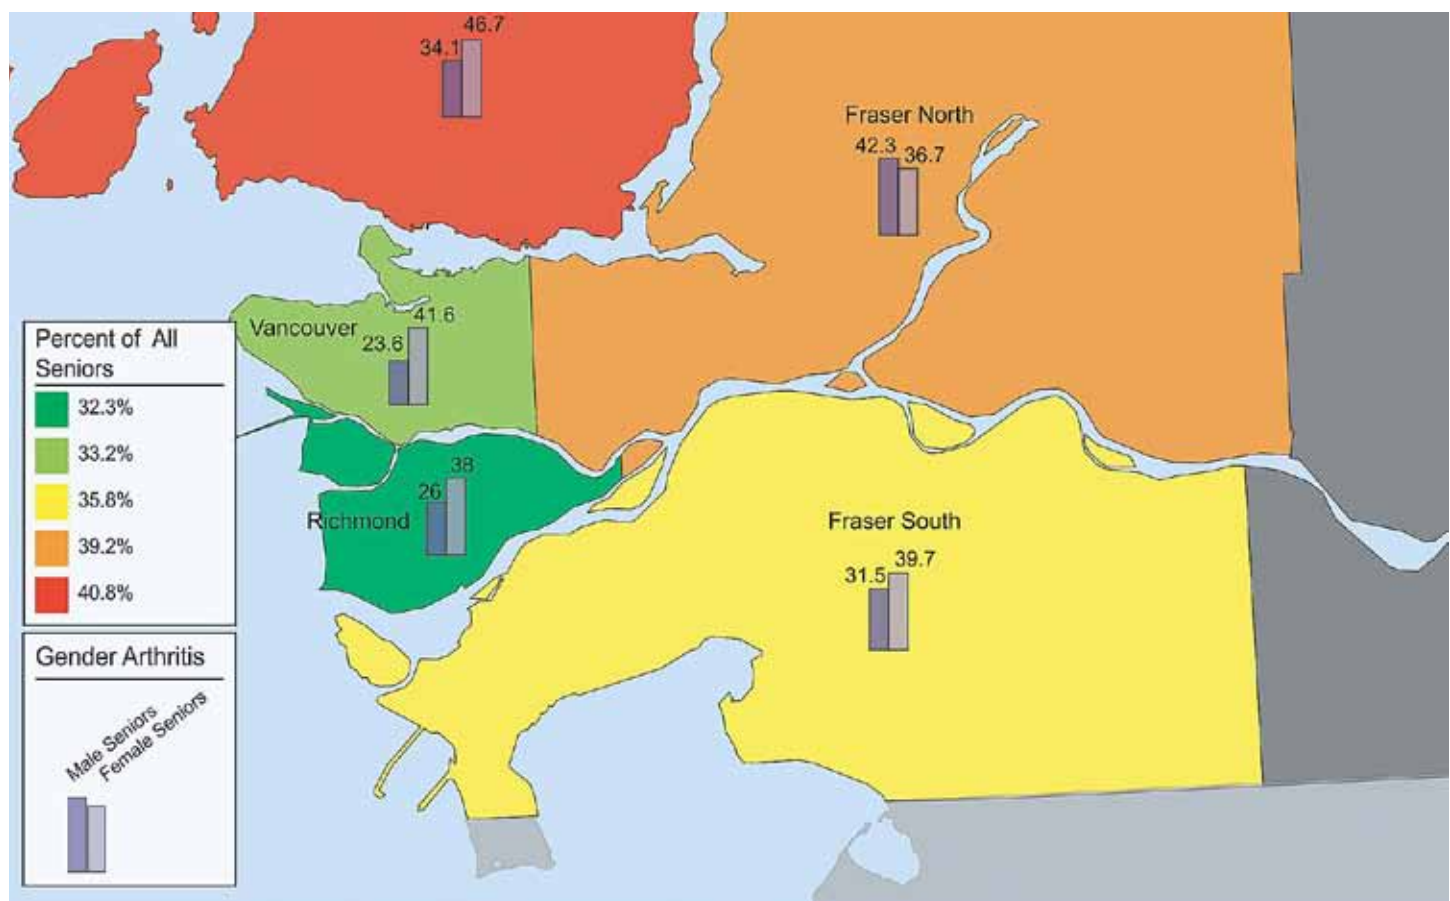 46.7
34.1
Fraser North
42.3
36.7
Vancouver
41.6
23.6
38
26
Richmond
Fraser South
39.7
31.5
Percent of All
Seniors
32.3%
33.2%
35.8%
39.2%
40.8%
Gender Arthritis
Male Seniors
Female Seniors